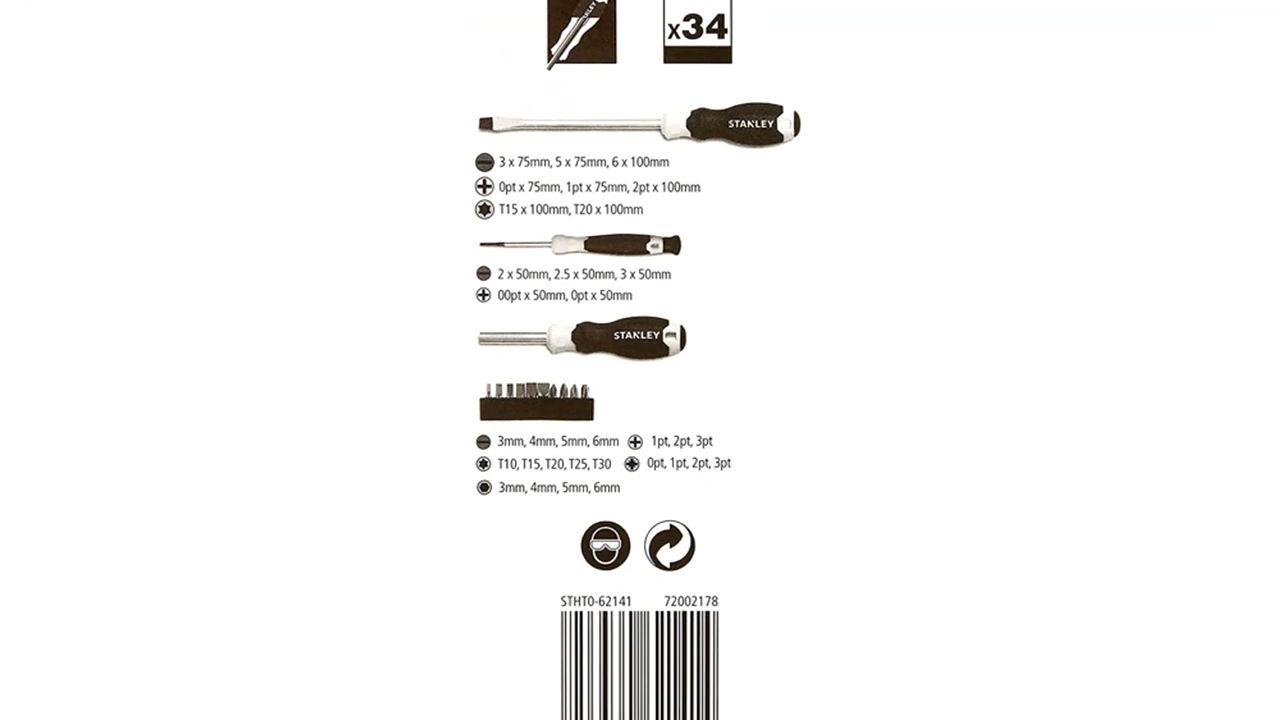 STANLEY
x34
STANLEY
3 x 75mm, 5 x 75mm, 6 x 100mm
0pt x 75mm, 1pt x 75mm, 2pt x 100mm
T15 x 100mm, T20 x 100mm
2 x 50mm, 2.5 x 50mm, 3 x 50mm
00pt x 50mm, 0pt x 50mm
STANLEY
3mm, 4mm, 5mm, 6mm 1pt, 2pt, 3pt
T10, T15, T20, T25, T30 0pt, 1pt, 2pt, 3pt
3mm, 4mm, 5mm, 6mm
STHT0-62141 72002178